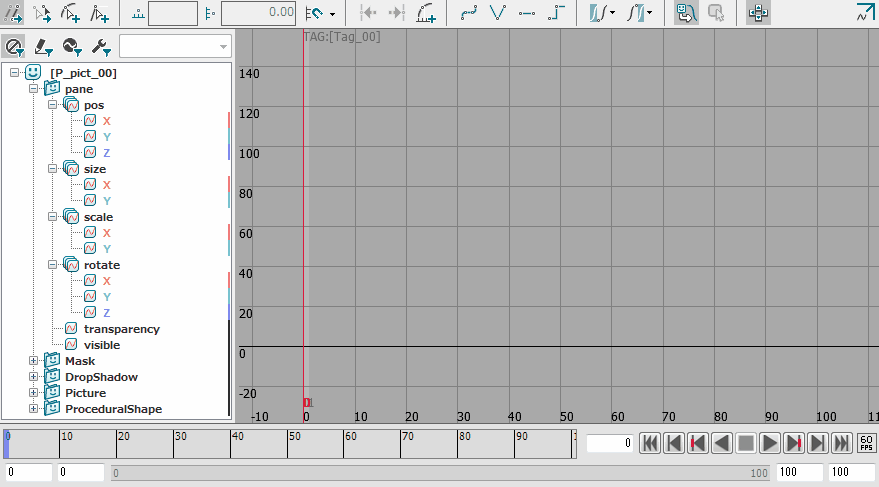 0.00
TAG:[Tag_00]
[P_pict_00]
pane
pos
X
Y
Z
size
X
Y
scale
X
Y
rotate
X
Y
Z
transparency
visible
Mask
DropShadow
Picture
ProceduralShape
140
120
100
80
60
40
20
0
-20
-10 0 10 20 30 40 50 60 70 80 90 100 11
0 10 20 30 40 50 60 70 80 90 1
0
60 FPS
0 0 0 100 100 100